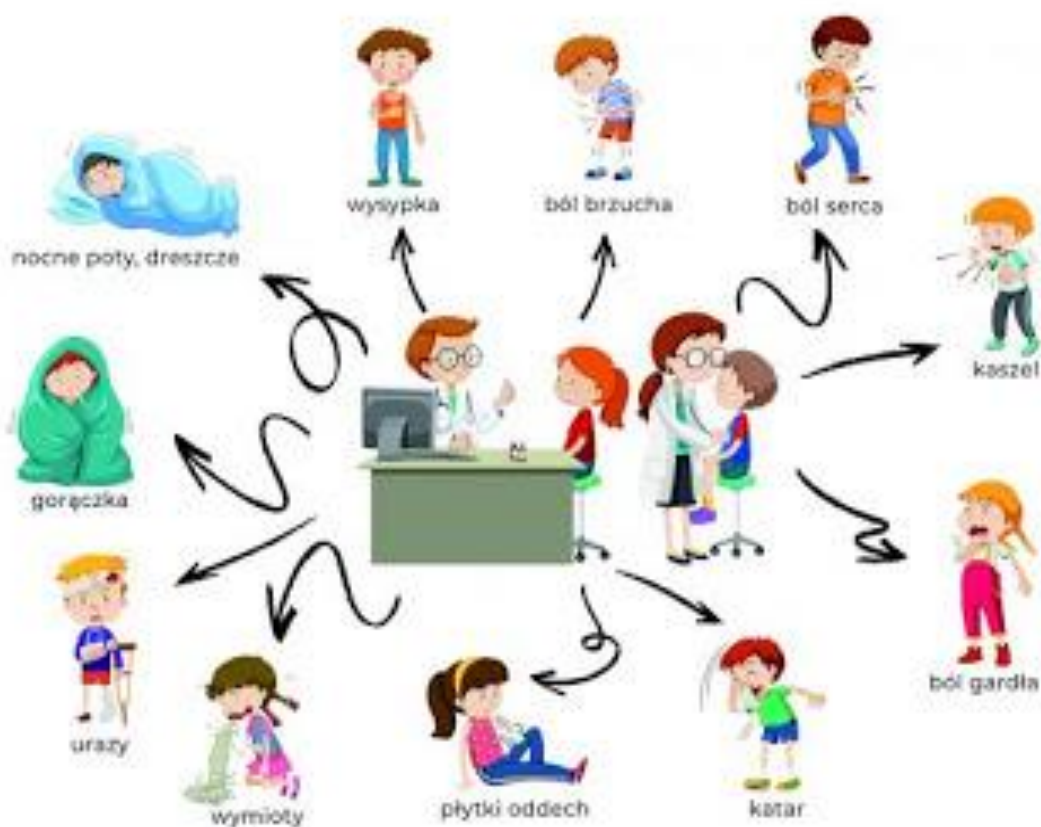 wysypka
ból brzucha
ból serca
nocne poty, dreszcze
kaszel
gorączka
ból gardła
urazy
wymioty
płytki oddech
katar